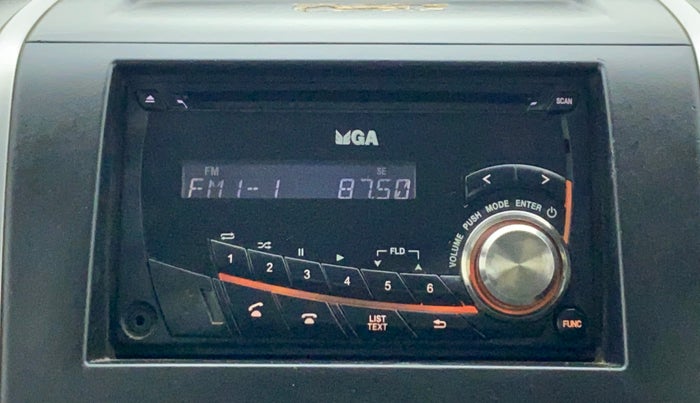 SCAN
MGA
FM SE
FM1-1 87.50
VOLUME PUSH MODE ENTER
FLD
1 2 3 4 5 6
LIST
TEXT
FUNC